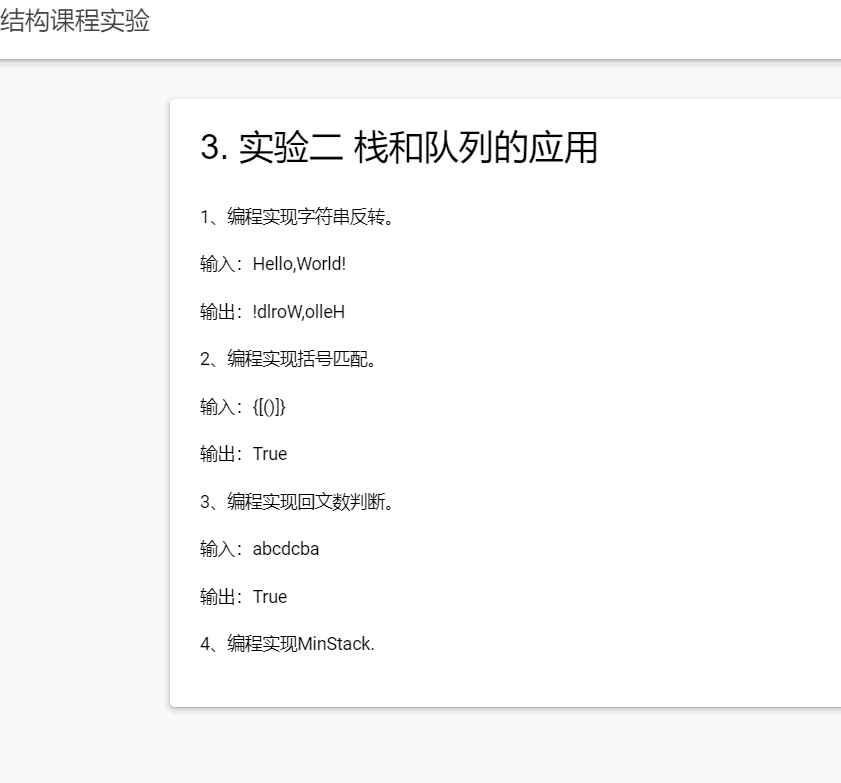 结构课程实验
3. 实验二 栈和队列的应用
1、编程实现字符串反转。
输入：Hello,World!
输出：!dlroW,olleH
2、编程实现括号匹配。
输入：{[()]}
输出：True
3、编程实现回文数判断。
输入：abcdcba
输出：True
4、编程实现MinStack.